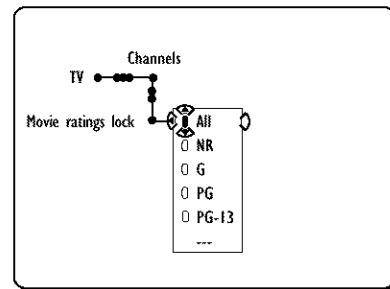 Channels
TV
Movie ratings lock
All
NR
G
PG
PG-13
---